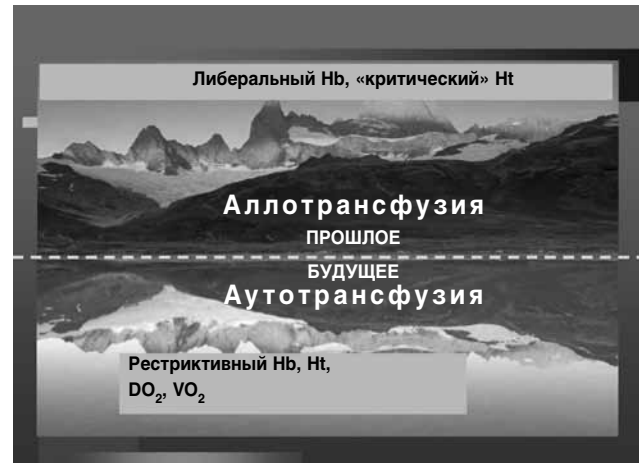 Либеральный Hb, «критический» Ht
Аллотрансфузия
ПРОШЛОЕ
БУДУЩЕЕ
Аутотрансфузия
Рестриктивный Hb, Ht,
DO₂, VO₂